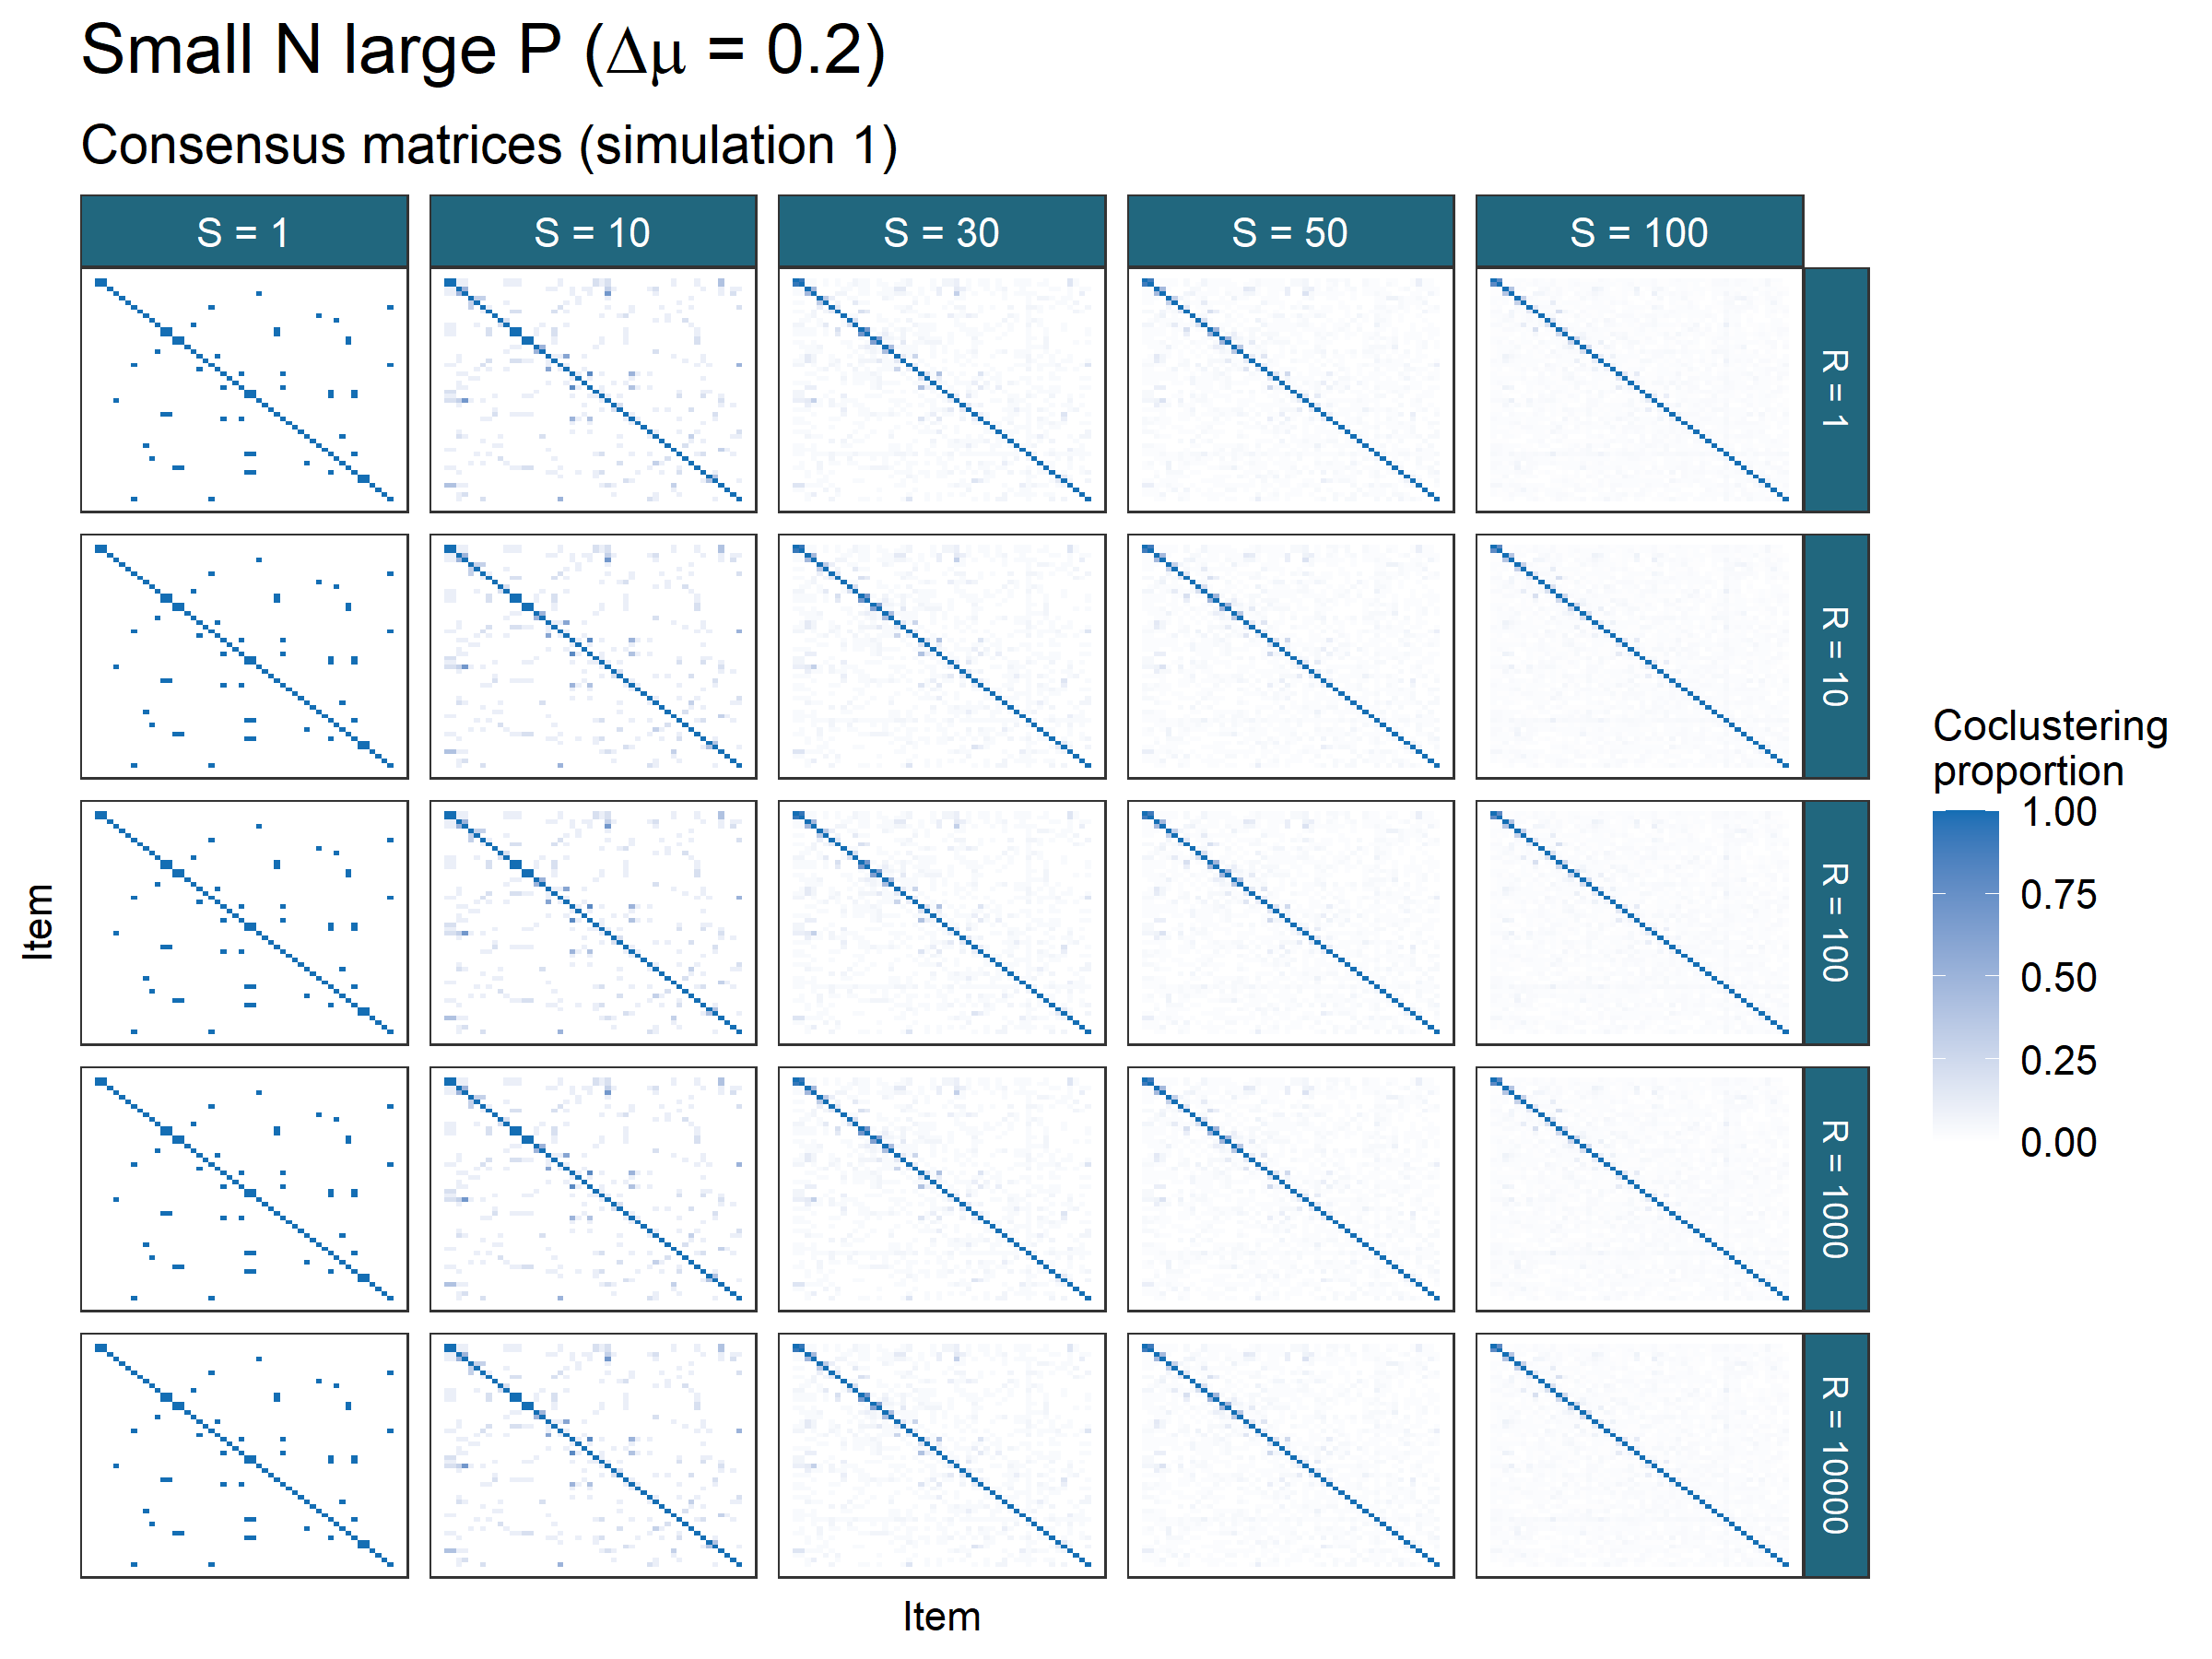 Small N large P (Δμ = 0.2)
Consensus matrices (simulation 1)
S = 1
S = 10
S = 30
S = 50
S = 100
R = 1
R = 10
R = 100
R = 1000
R = 10000
Item
Item
Coclustering
proportion
1.00
0.75
0.50
0.25
0.00